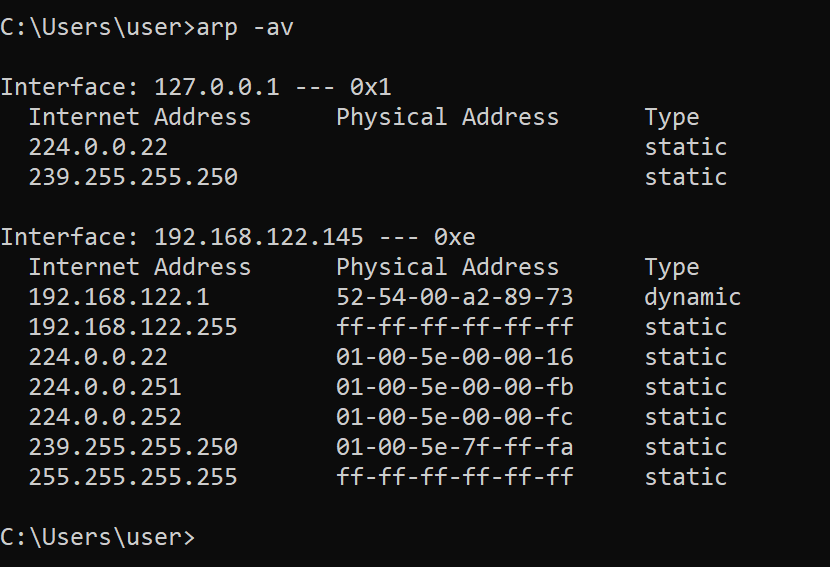 C:\Users\user>arp -av
Interface: 127.0.0.1 --- 0x1
  Internet Address      Physical Address      Type
  224.0.0.22                                  static
  239.255.255.250                             static
Interface: 192.168.122.145 --- 0xe
  Internet Address      Physical Address      Type
  192.168.122.1         52-54-00-a2-89-73     dynamic
  192.168.122.255       ff-ff-ff-ff-ff-ff     static
  224.0.0.22            01-00-5e-00-00-16     static
  224.0.0.251           01-00-5e-00-00-fb     static
  224.0.0.252           01-00-5e-00-00-fc     static
  239.255.255.250       01-00-5e-7f-ff-fa     static
  255.255.255.255       ff-ff-ff-ff-ff-ff     static
C:\Users\user>